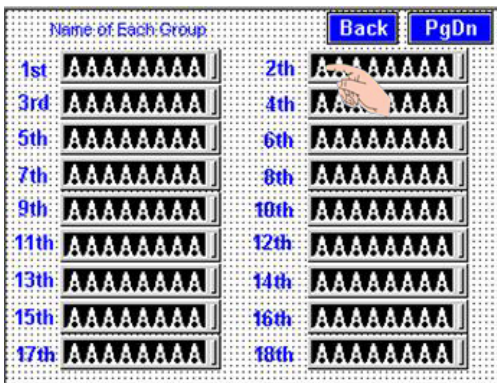 Name of Each Group Back PgDn
1st AAAAAAAA 2th AAAAAAAA
3rd AAAAAAAA 4th AAAAAAAA
5th AAAAAAAA 6th AAAAAAAA
7th AAAAAAAA 8th AAAAAAAA
9th AAAAAAAA 10th AAAAAAAA
11th AAAAAAAA 12th AAAAAAAA
13th AAAAAAAA 14th AAAAAAAA
15th AAAAAAAA 16th AAAAAAAA
17th AAAAAAAA 18th AAAAAAAA